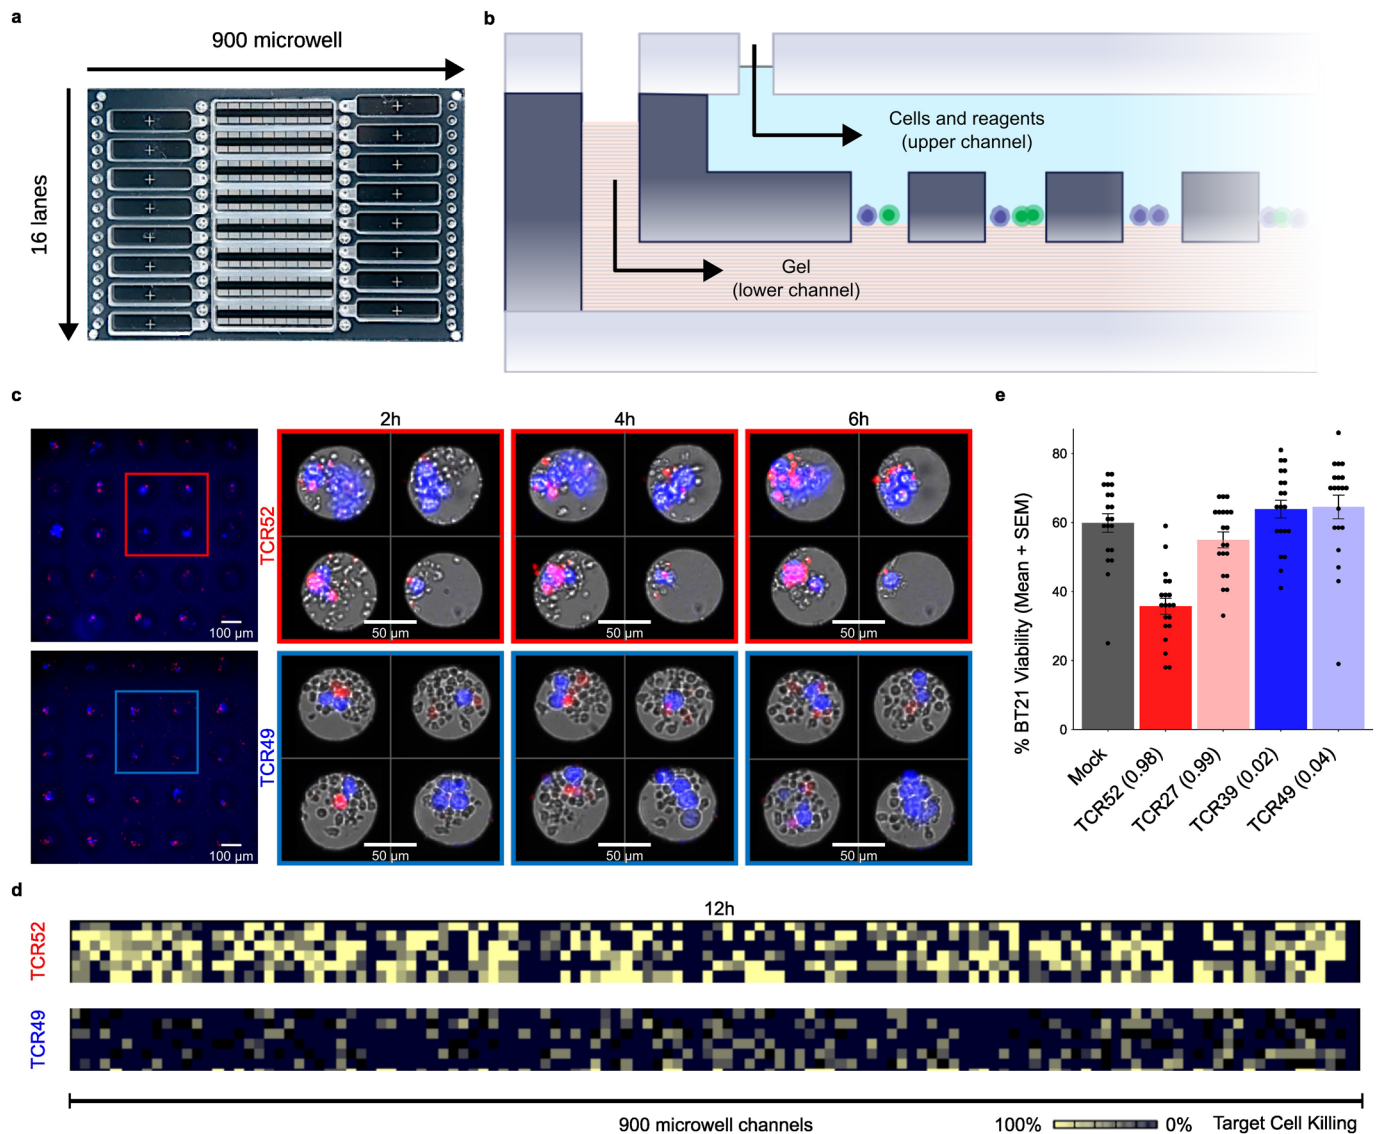 a
900 microwell
16 lanes
b
Cells and reagents
(upper channel)
Gel
(lower channel)
c
2h
4h
6h
TCR52
100 µm
50 µm
50 µm
50 µm
TCR49
100 µm
50 µm
50 µm
50 µm
d
12h
TCR52
TCR49
900 microwell channels
100%
0%
Target Cell Killing
e
% BT21 Viability (Mean + SEM)
80
60
40
20
0
Mock
TCR52 (0.98)
TCR27 (0.99)
TCR39 (0.02)
TCR49 (0.04)